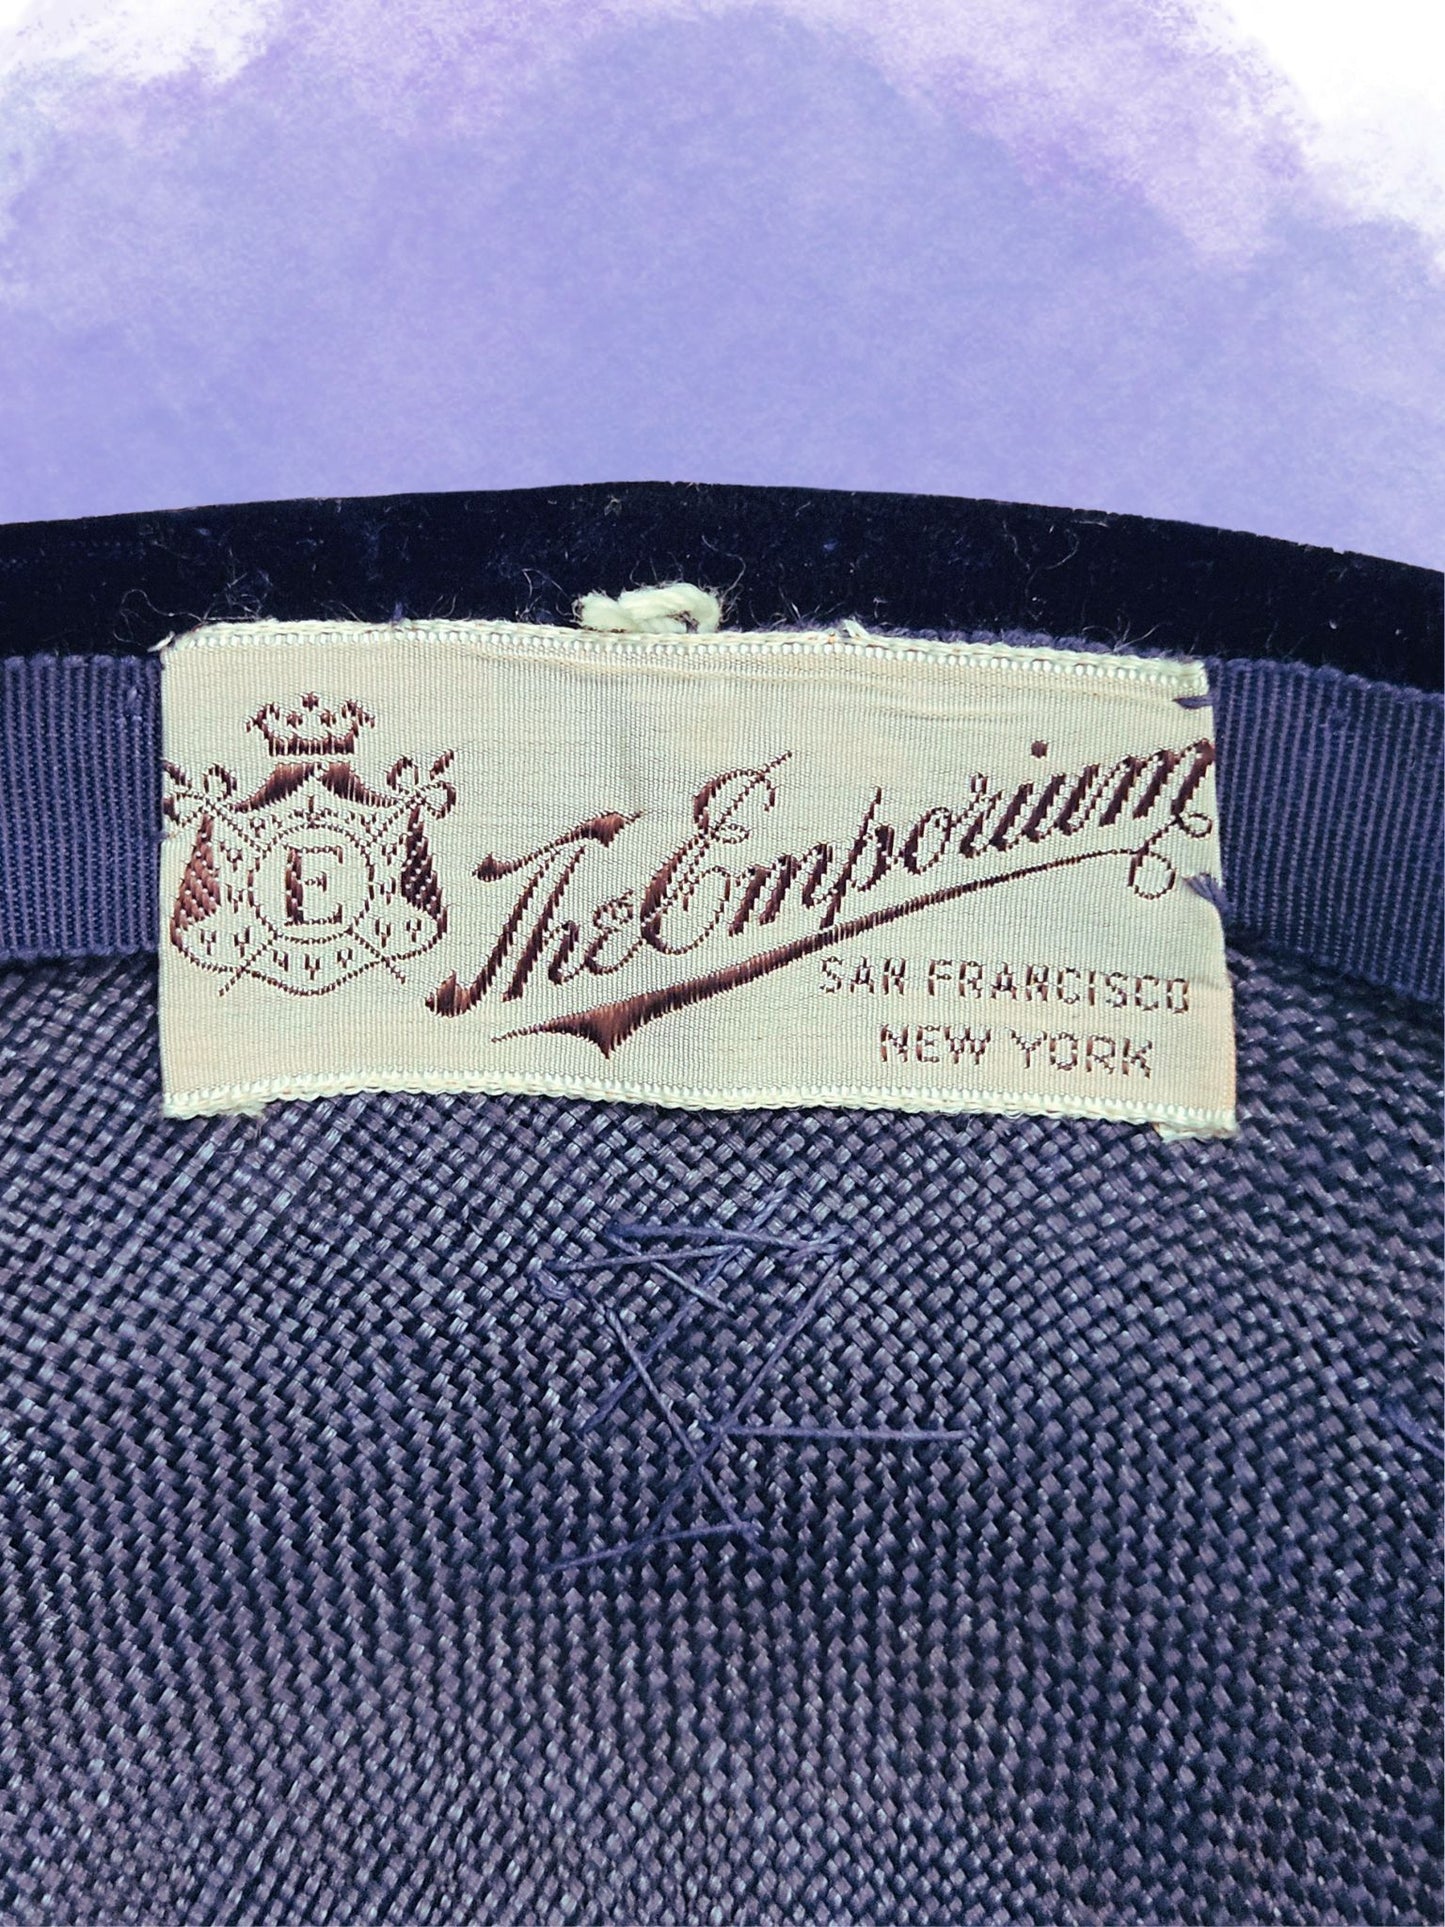 E
The Emporium
SAN FRANCISCO
NEW YORK